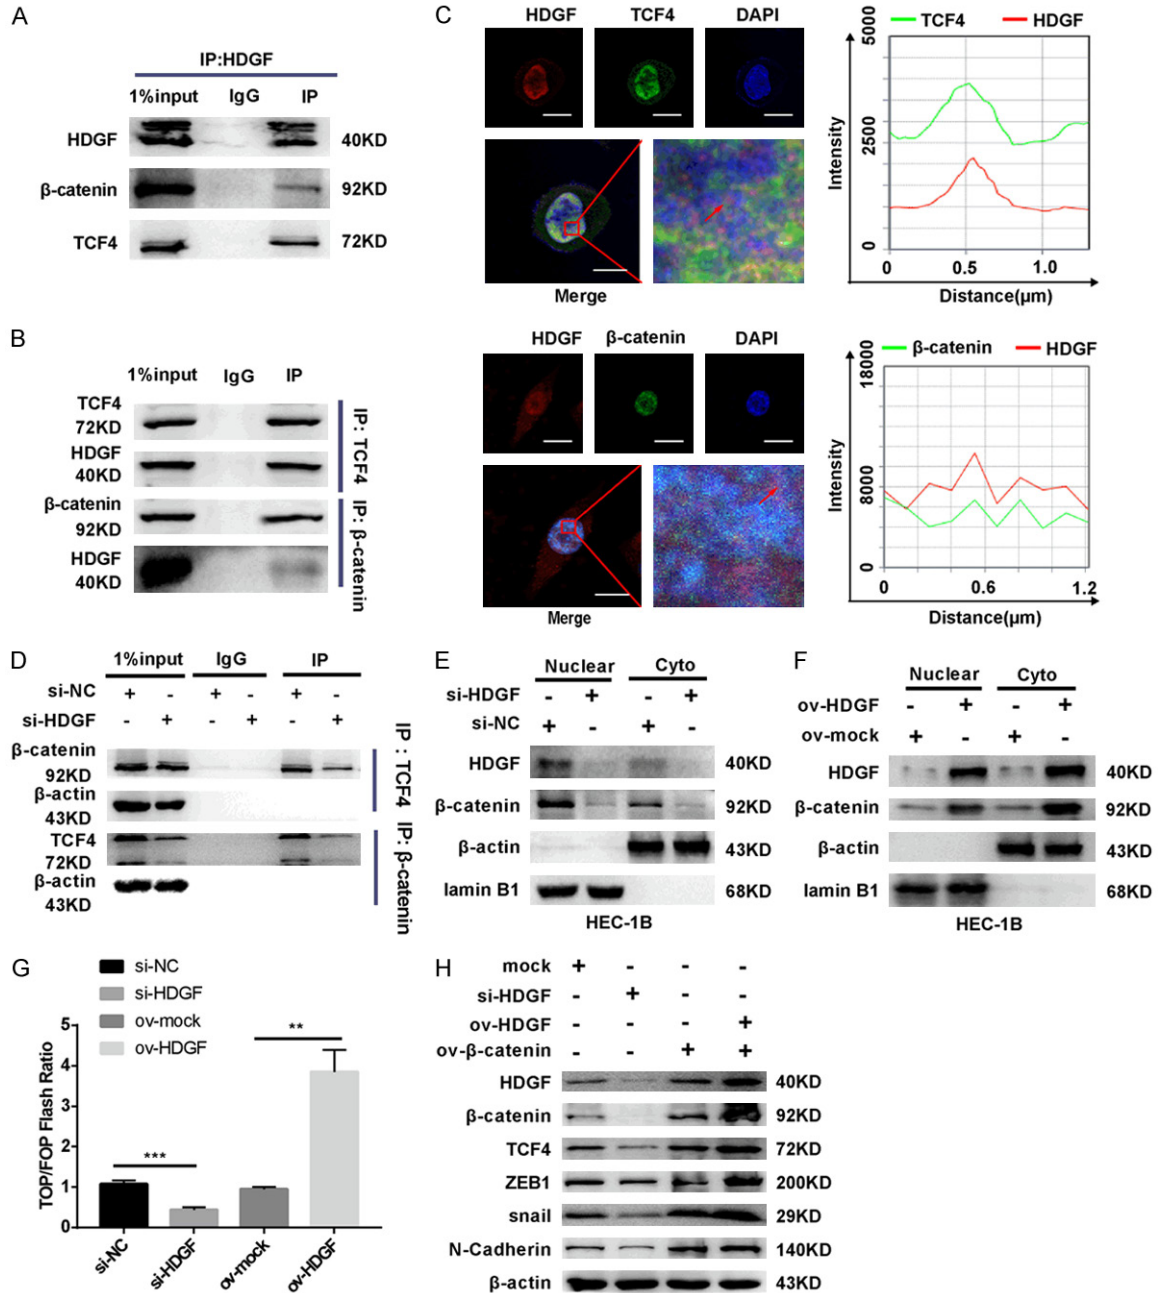 A
IP:HDGF
1%input IgG IP
HDGF 40KD
β-catenin 92KD
TCF4 72KD
B
1%input IgG IP
TCF4
72KD
HDGF
40KD
IP: TCF4
β-catenin
92KD
HDGF
40KD
IP: β-catenin
C
HDGF TCF4 DAPI
Merge
TCF4 HDGF
5000
2500
0
Intensity
0 0.5 1.0
Distance(μm)
HDGF β-catenin DAPI
Merge
β-catenin HDGF
18000
8000
0
Intensity
0 0.6 1.2
Distance(μm)
D
1%input IgG IP
si-NC + - + - + -
si-HDGF - + - + - +
β-catenin
92KD
β-actin
43KD
IP : TCF4
TCF4
72KD
β-actin
43KD
IP: β-catenin
E
Nuclear Cyto
si-HDGF - + - +
si-NC + - + -
HDGF 40KD
β-catenin 92KD
β-actin 43KD
lamin B1 68KD
HEC-1B
F
Nuclear Cyto
ov-HDGF - + - +
ov-mock + - + -
HDGF 40KD
β-catenin 92KD
β-actin 43KD
lamin B1 68KD
HEC-1B
G
si-NC
si-HDGF
ov-mock
ov-HDGF
TOP/FOP Flash Ratio
5
4
3
2
1
0
***
**
si-NC si-HDGF ov-mock ov-HDGF
H
mock + - - -
si-HDGF - + - -
ov-HDGF - - - +
ov-β-catenin - - + +
HDGF 40KD
β-catenin 92KD
TCF4 72KD
ZEB1 200KD
snail 29KD
N-Cadherin 140KD
β-actin 43KD